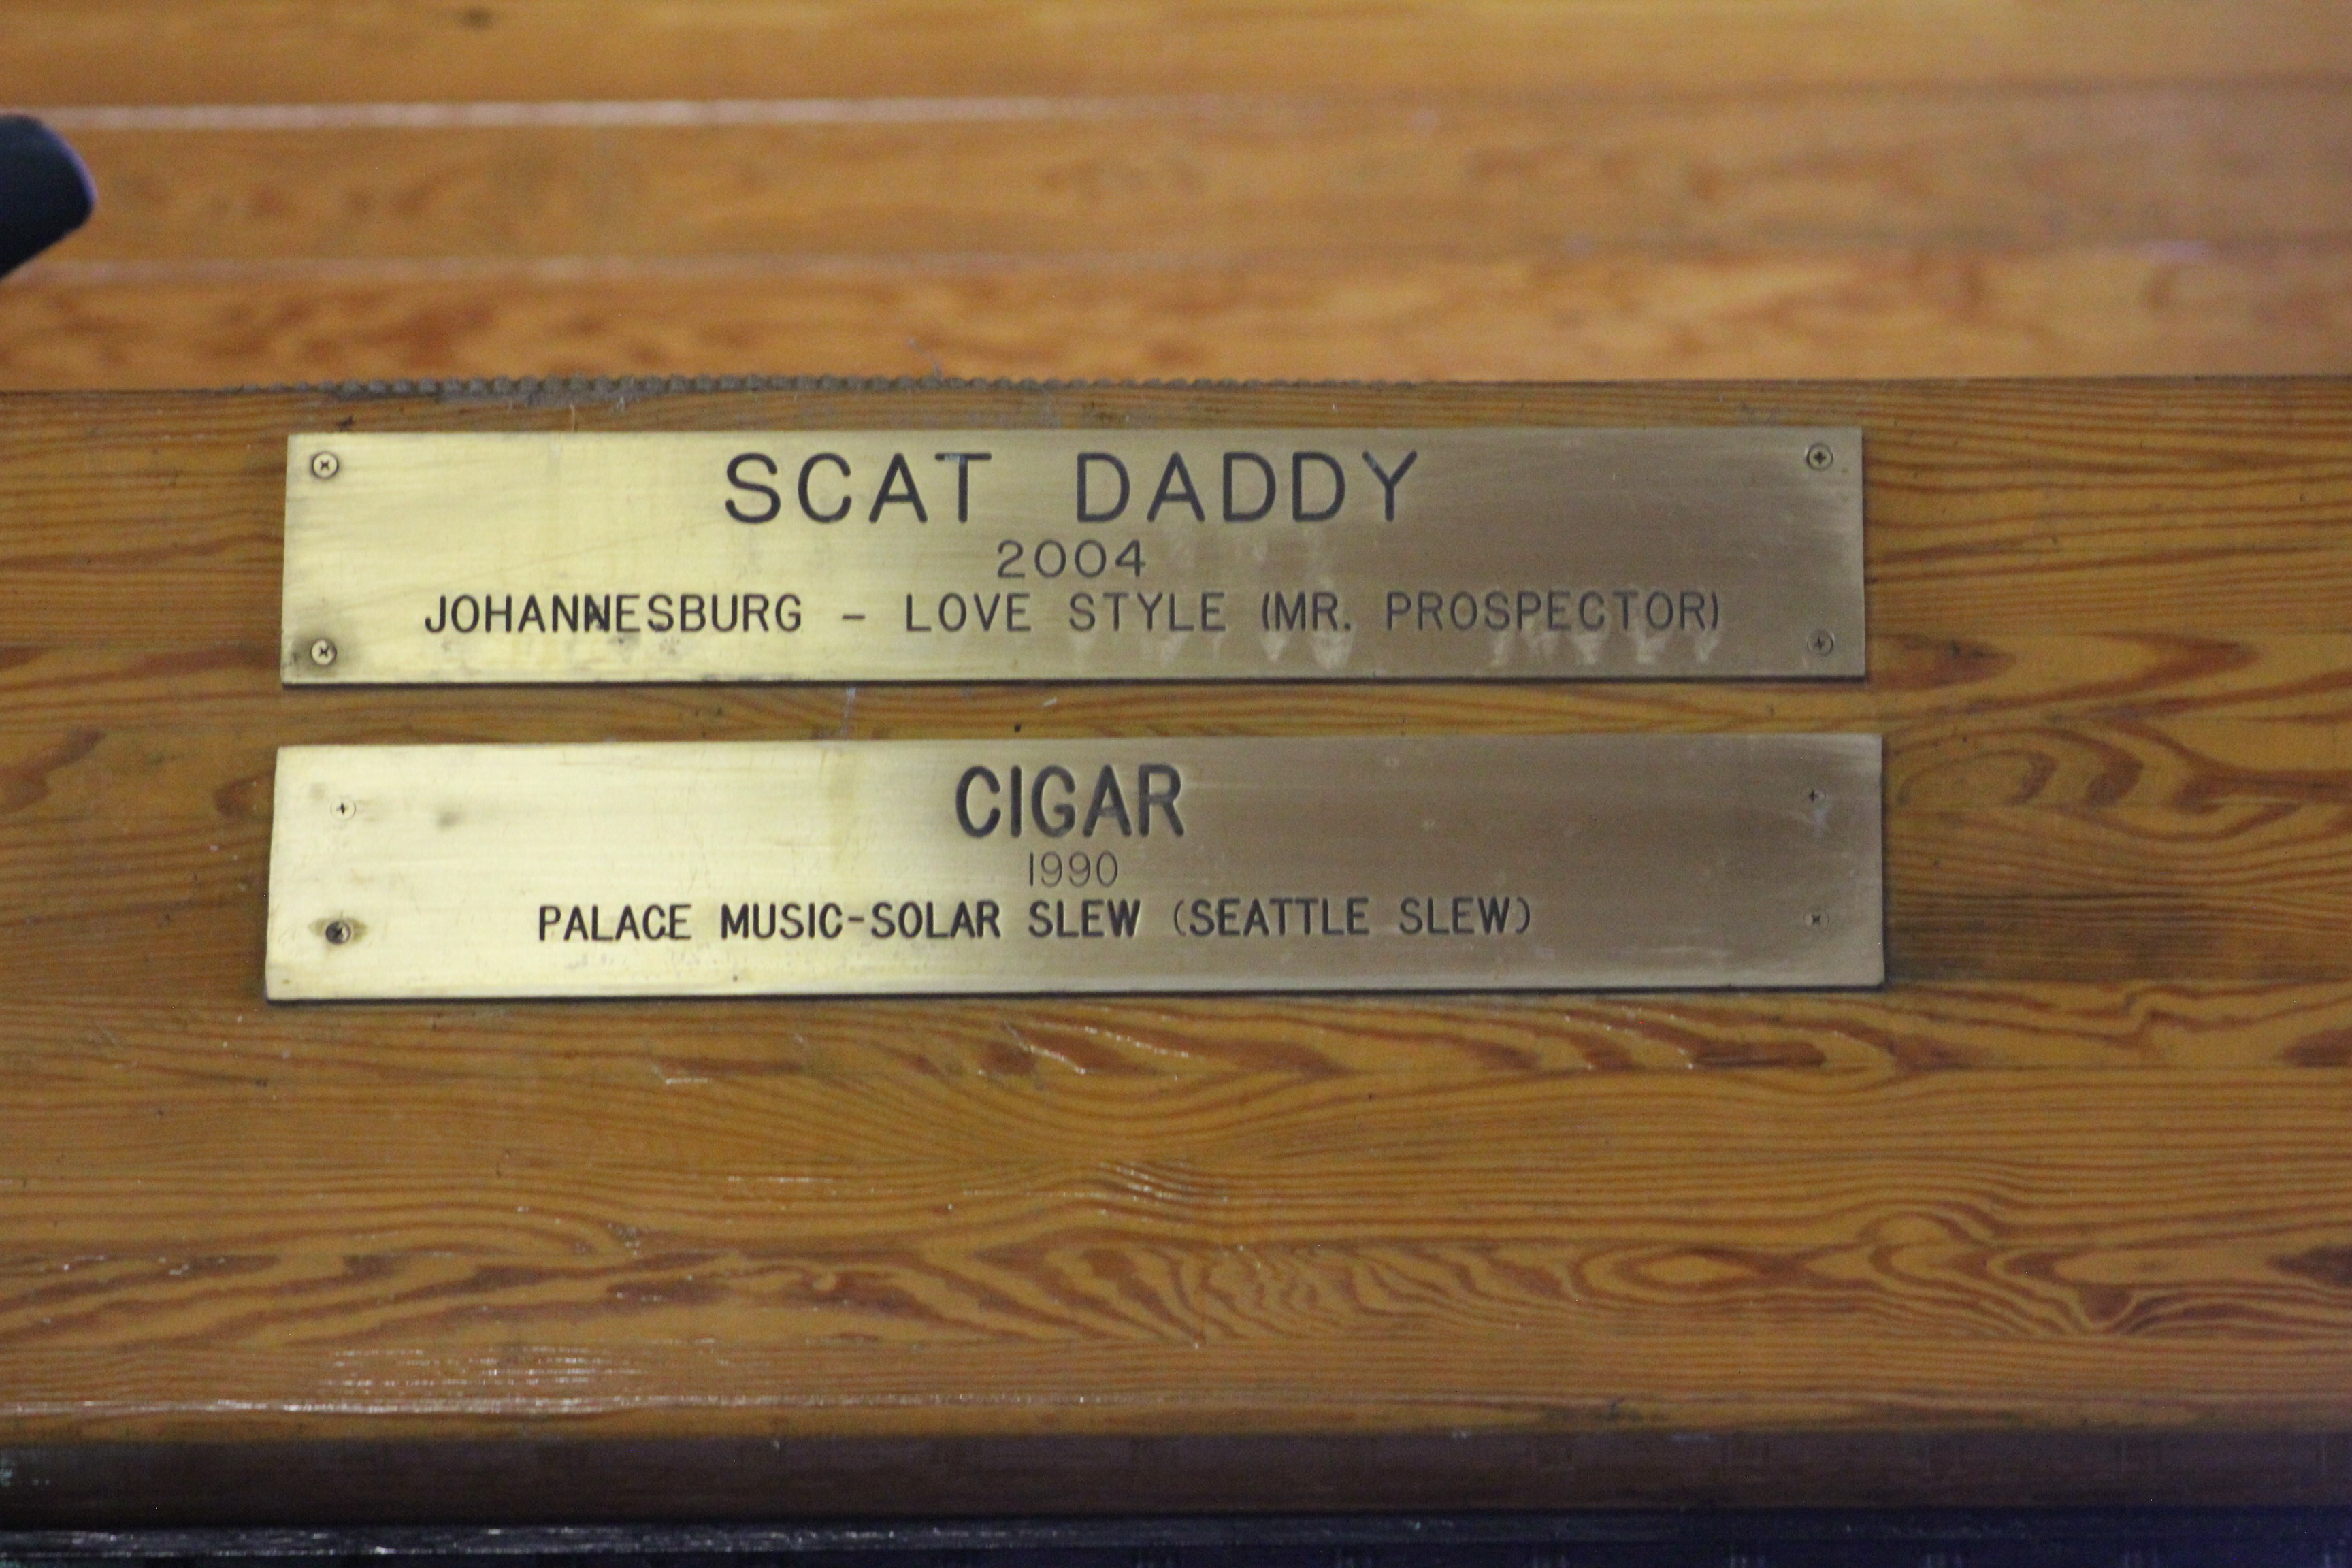 SCAT DADDY
2004
JOHANNESBURG - LOVE STYLE (MR. PROSPECTOR)
CIGAR
1990
PALACE MUSIC-SOLAR SLEW (SEATTLE SLEW)